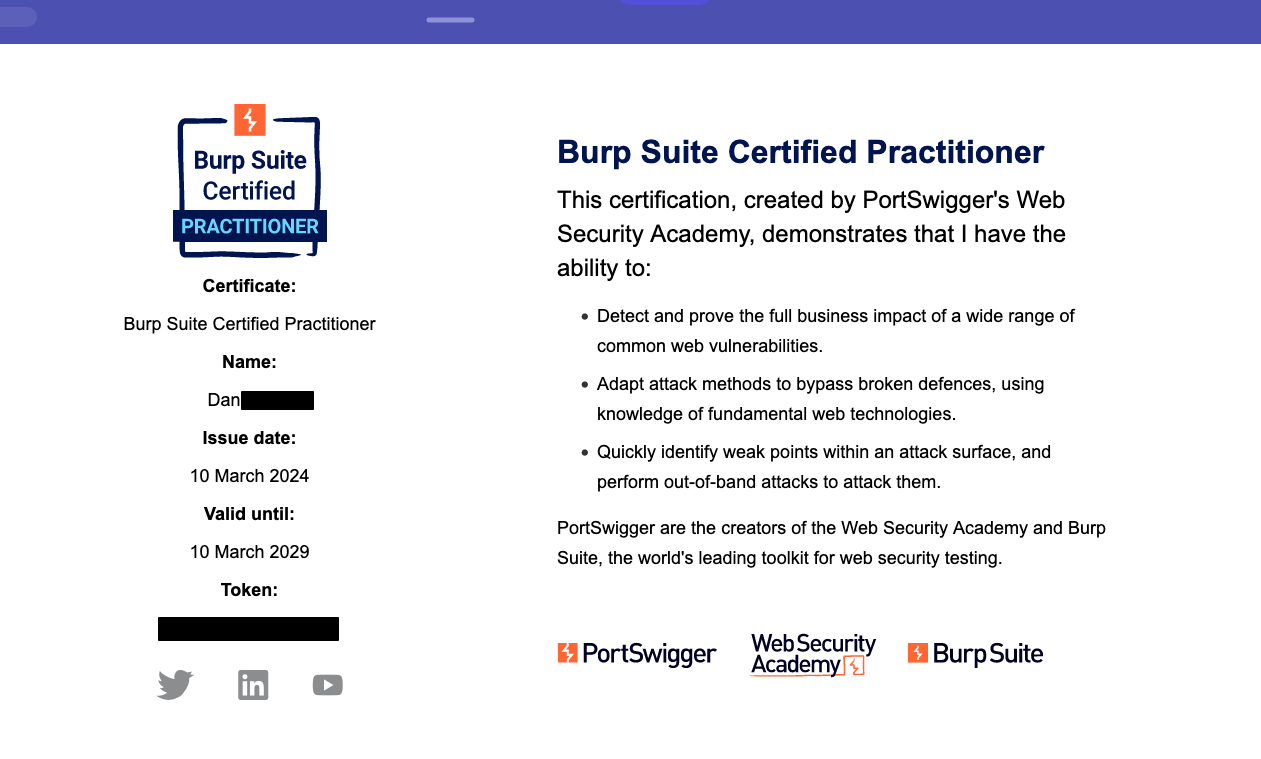 Burp Suite
Certified
PRACTITIONER
Certificate:
Burp Suite Certified Practitioner
Name:
Dan
Issue date:
10 March 2024
Valid until:
10 March 2029
Token:
Burp Suite Certified Practitioner
This certification, created by PortSwigger's Web
Security Academy, demonstrates that I have the
ability to:
Detect and prove the full business impact of a wide range of
common web vulnerabilities.
Adapt attack methods to bypass broken defences, using
knowledge of fundamental web technologies.
Quickly identify weak points within an attack surface, and
perform out-of-band attacks to attack them.
PortSwigger are the creators of the Web Security Academy and Burp
Suite, the world's leading toolkit for web security testing.
PortSwigger
Web Security
Academy
Burp Suite